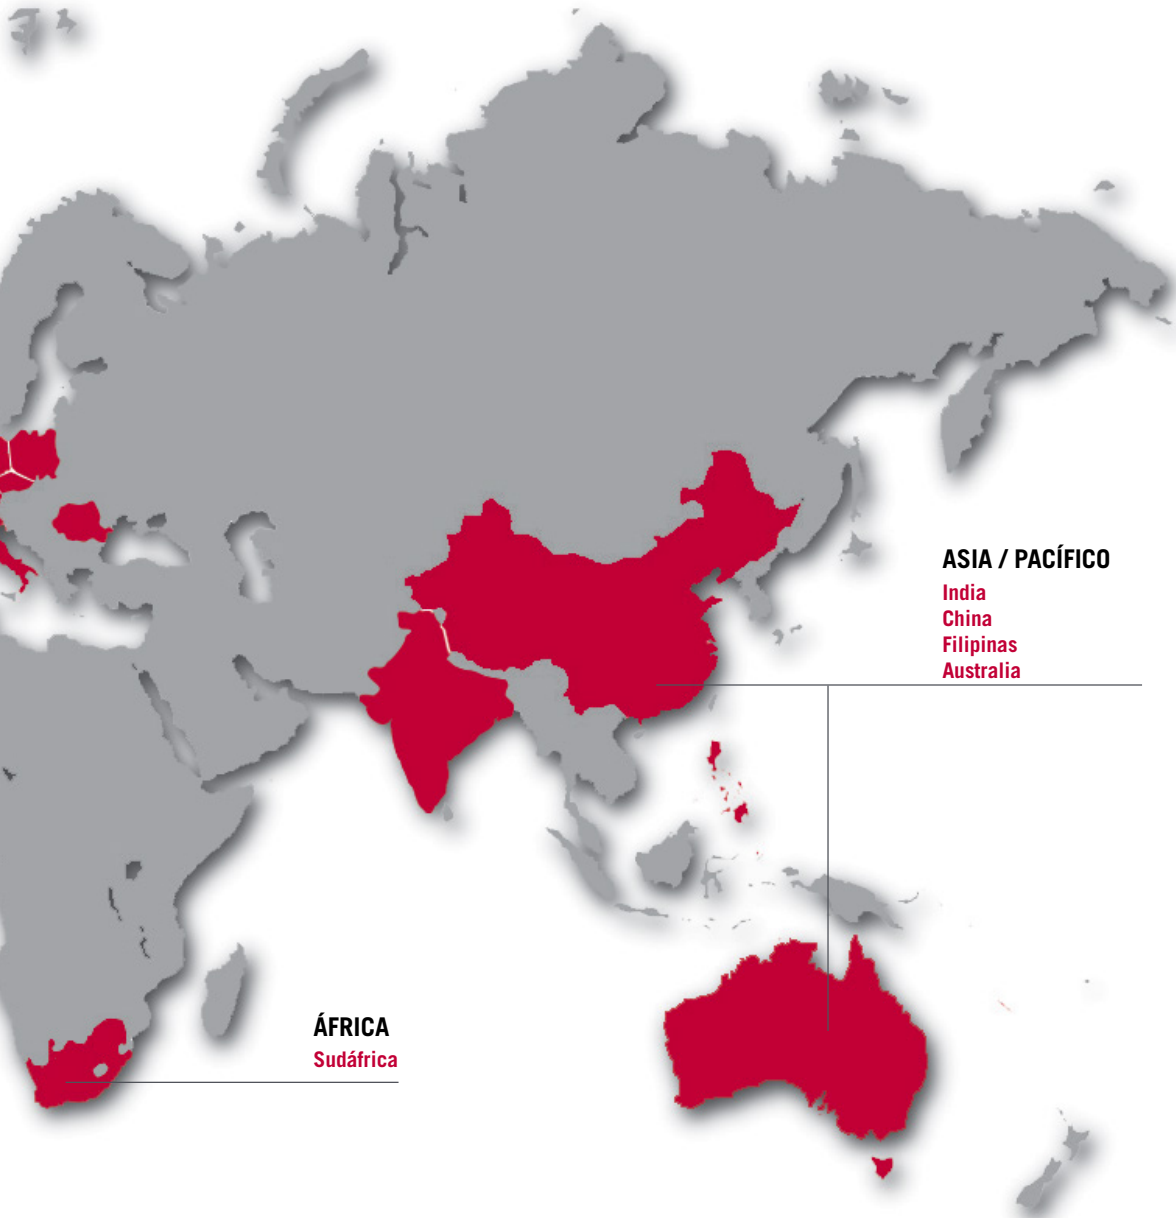 ASIA / PACÍFICO
India
China
Filipinas
Australia
ÁFRICA
Sudáfrica